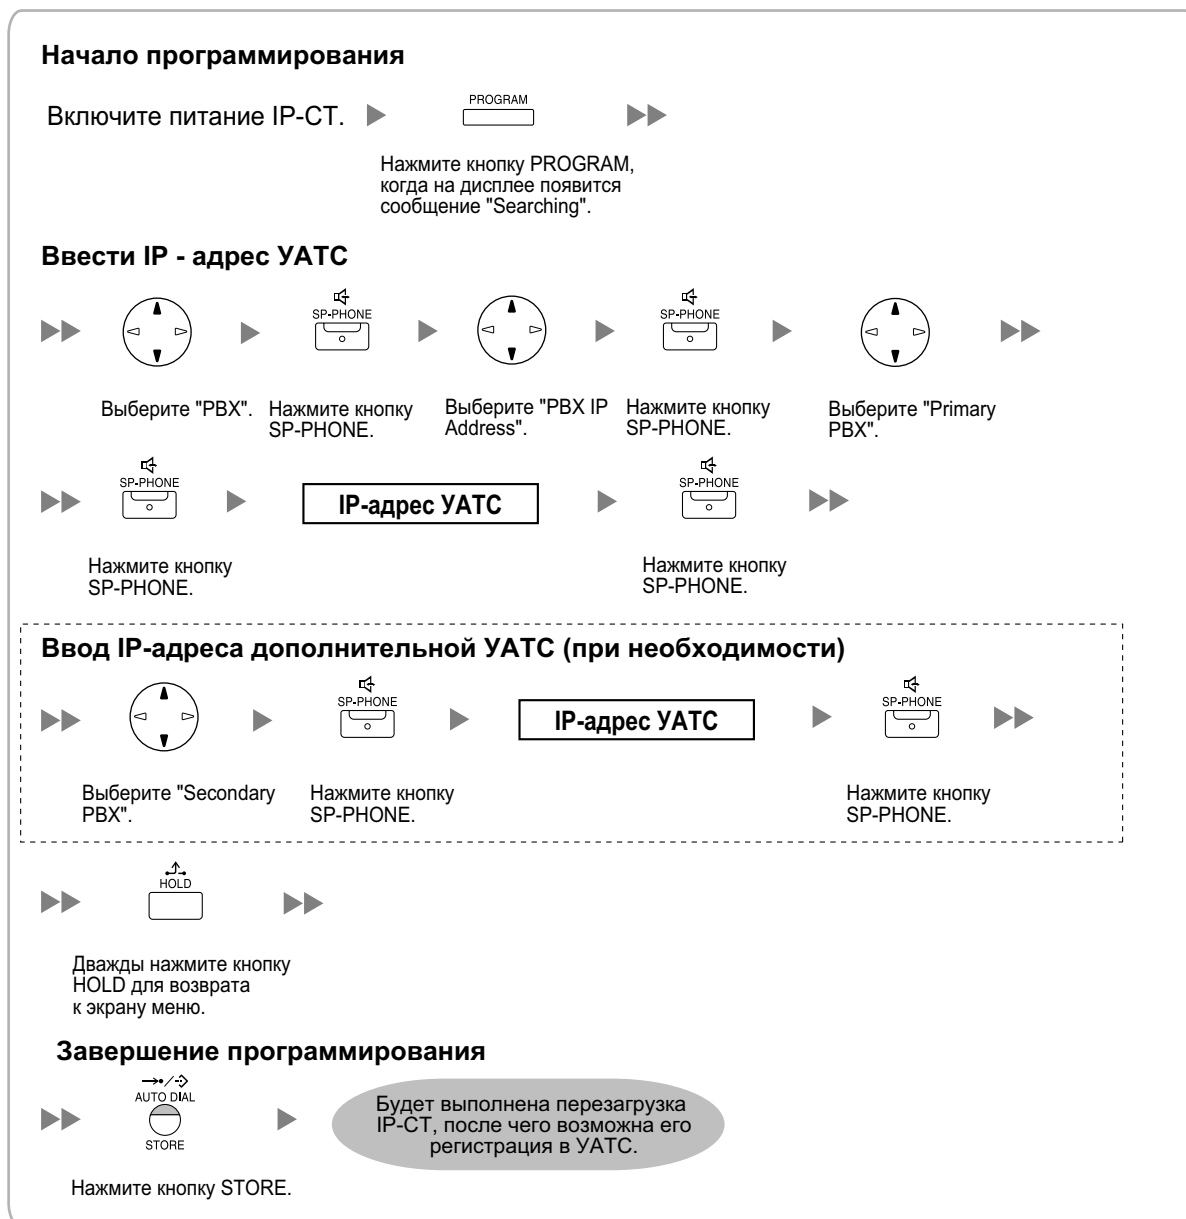 Начало программирования
Включите питание IP-СТ.
PROGRAM
Нажмите кнопку PROGRAM,
когда на дисплее появится
сообщение "Searching".
Ввести IP - адрес УАТС
SP-PHONE
SP-PHONE
Выберите "PBX".
Нажмите кнопку
SP-PHONE.
Выберите "PBX IP
Address".
Нажмите кнопку
SP-PHONE.
Выберите "Primary
PBX".
SP-PHONE
IP-адрес УАТС
SP-PHONE
Нажмите кнопку
SP-PHONE.
Нажмите кнопку
SP-PHONE.
Ввод IP-адреса дополнительной УАТС (при необходимости)
SP-PHONE
IP-адрес УАТС
SP-PHONE
Выберите "Secondary
PBX".
Нажмите кнопку
SP-PHONE.
Нажмите кнопку
SP-PHONE.
HOLD
Дважды нажмите кнопку
HOLD для возврата
к экрану меню.
Завершение программирования
AUTO DIAL
STORE
Будет выполнена перезагрузка
IP-СТ, после чего возможна его
регистрация в УАТС.
Нажмите кнопку STORE.